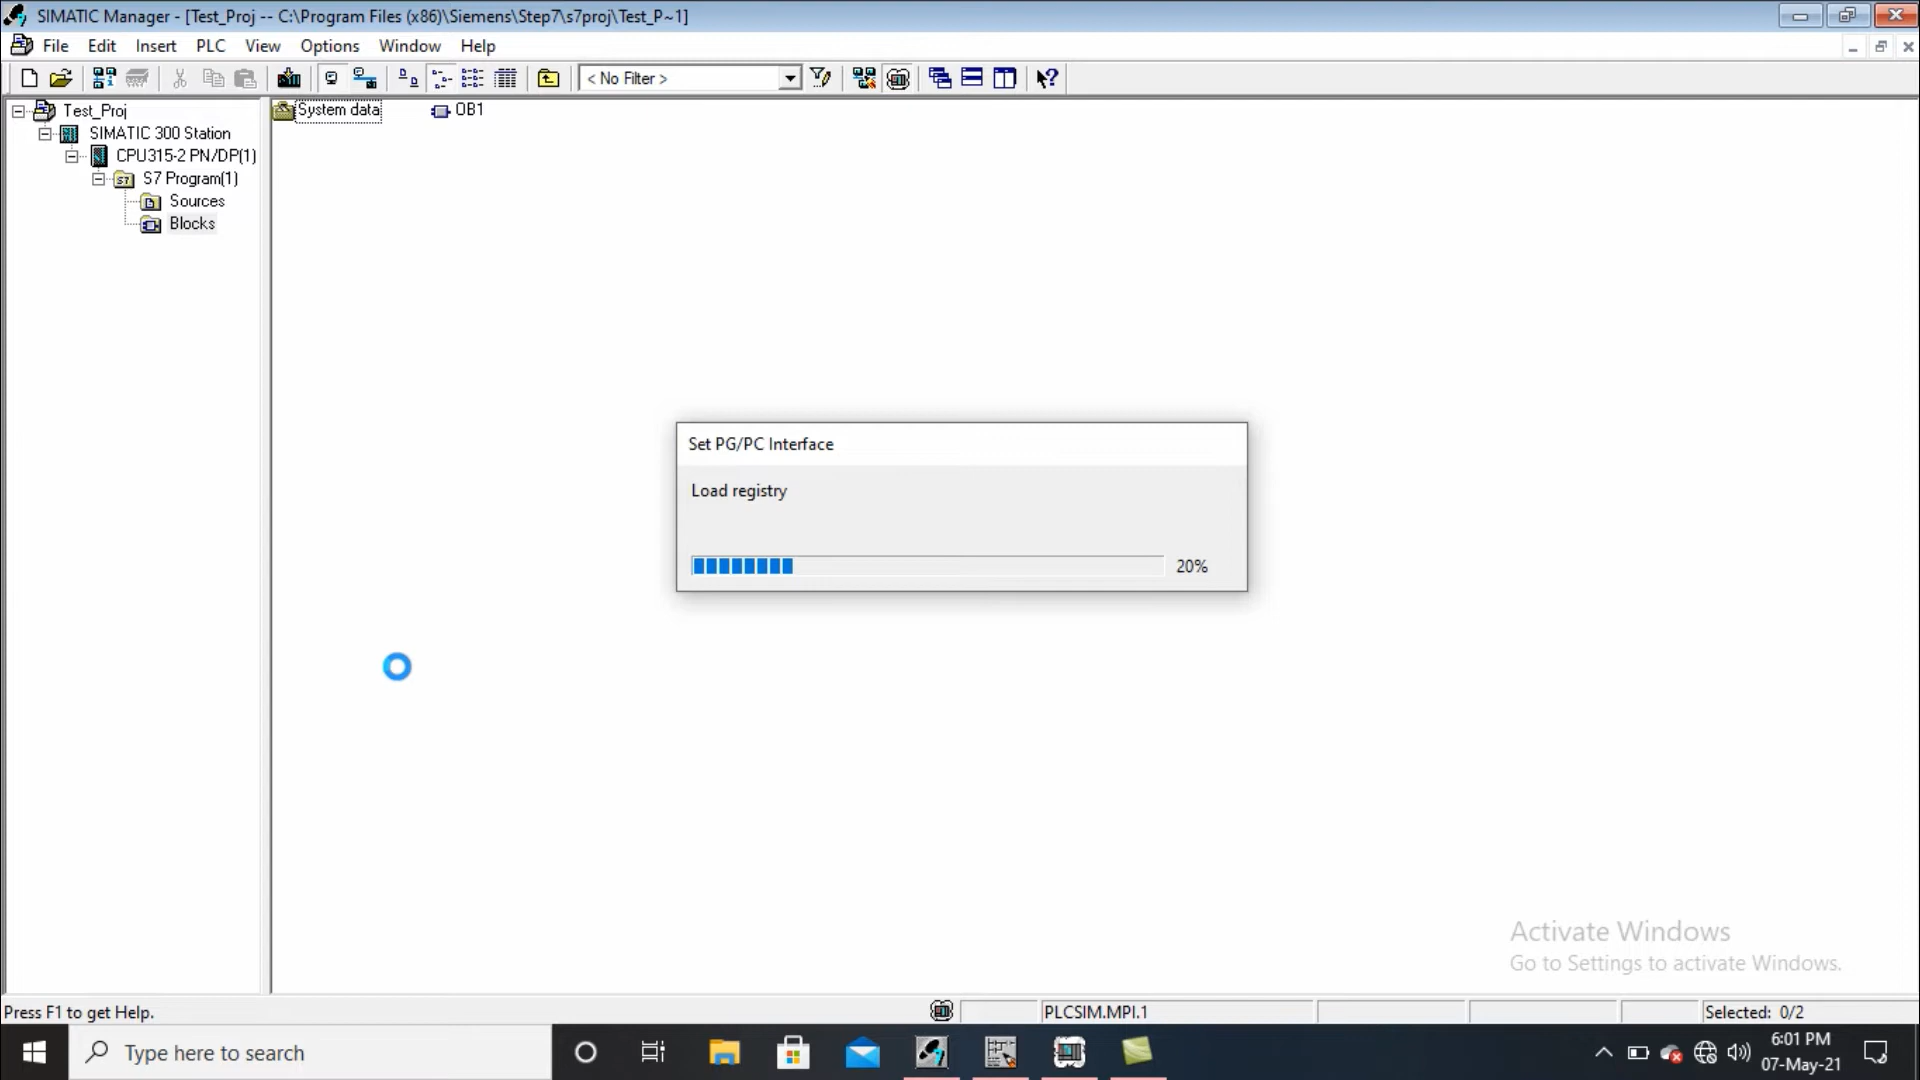 SIMATIC Manager - [Test_Proj -- C:\Program Files (x86)\Siemens\Step7\s7proj\Test_P~1]
File Edit Insert PLC View Options Window Help
< No Filter >
Test_Proj
SIMATIC 300 Station
CPU315-2 PN/DP(1)
S7 Program(1)
Sources
Blocks
System data
OB1
Set PG/PC Interface
Load registry
20%
Activate Windows
Go to Settings to activate Windows.
Press F1 to get Help.
PLCSIM.MPI.1
Selected: 0/2
Type here to search
6:01 PM
07-May-21